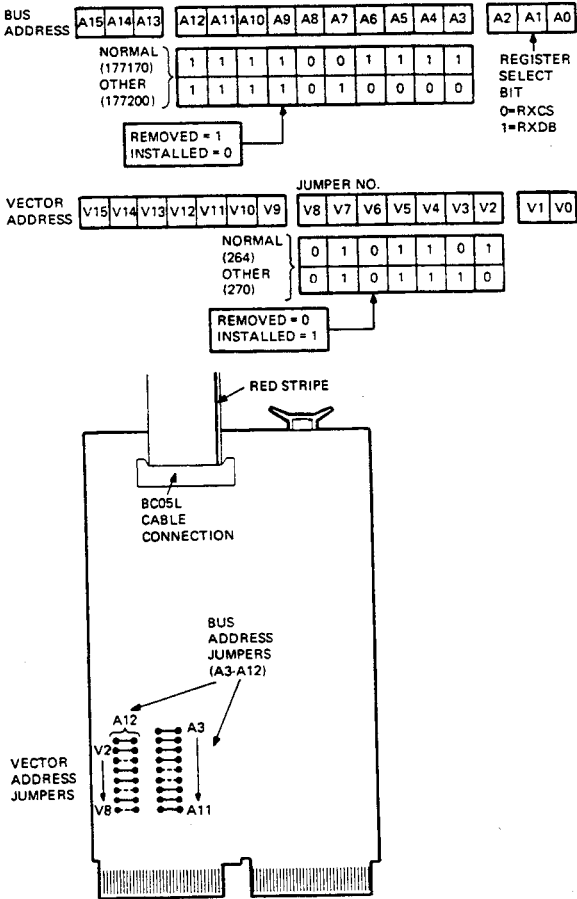 BUS ADDRESS A15 A14 A13 A12 A11 A10 A9 A8 A7 A6 A5 A4 A3 A2 A1 A0
NORMAL (177170) 1 1 1 1 0 0 1 1 1 1
OTHER (177200) 1 1 1 1 0 1 0 0 0 0
REGISTER
SELECT
BIT
0=RXCS
1=RXDB
REMOVED = 1
INSTALLED = 0
JUMPER NO.
VECTOR ADDRESS V15 V14 V13 V12 V11 V10 V9 V8 V7 V6 V5 V4 V3 V2 V1 V0
NORMAL (264) 0 1 0 1 1 0 1
OTHER (270) 0 1 0 1 1 1 0
REMOVED = 0
INSTALLED = 1
RED STRIPE
BC05L
CABLE
CONNECTION
BUS
ADDRESS
JUMPERS
(A3-A12)
A12
A3
V2
VECTOR
ADDRESS
JUMPERS
V8
A11